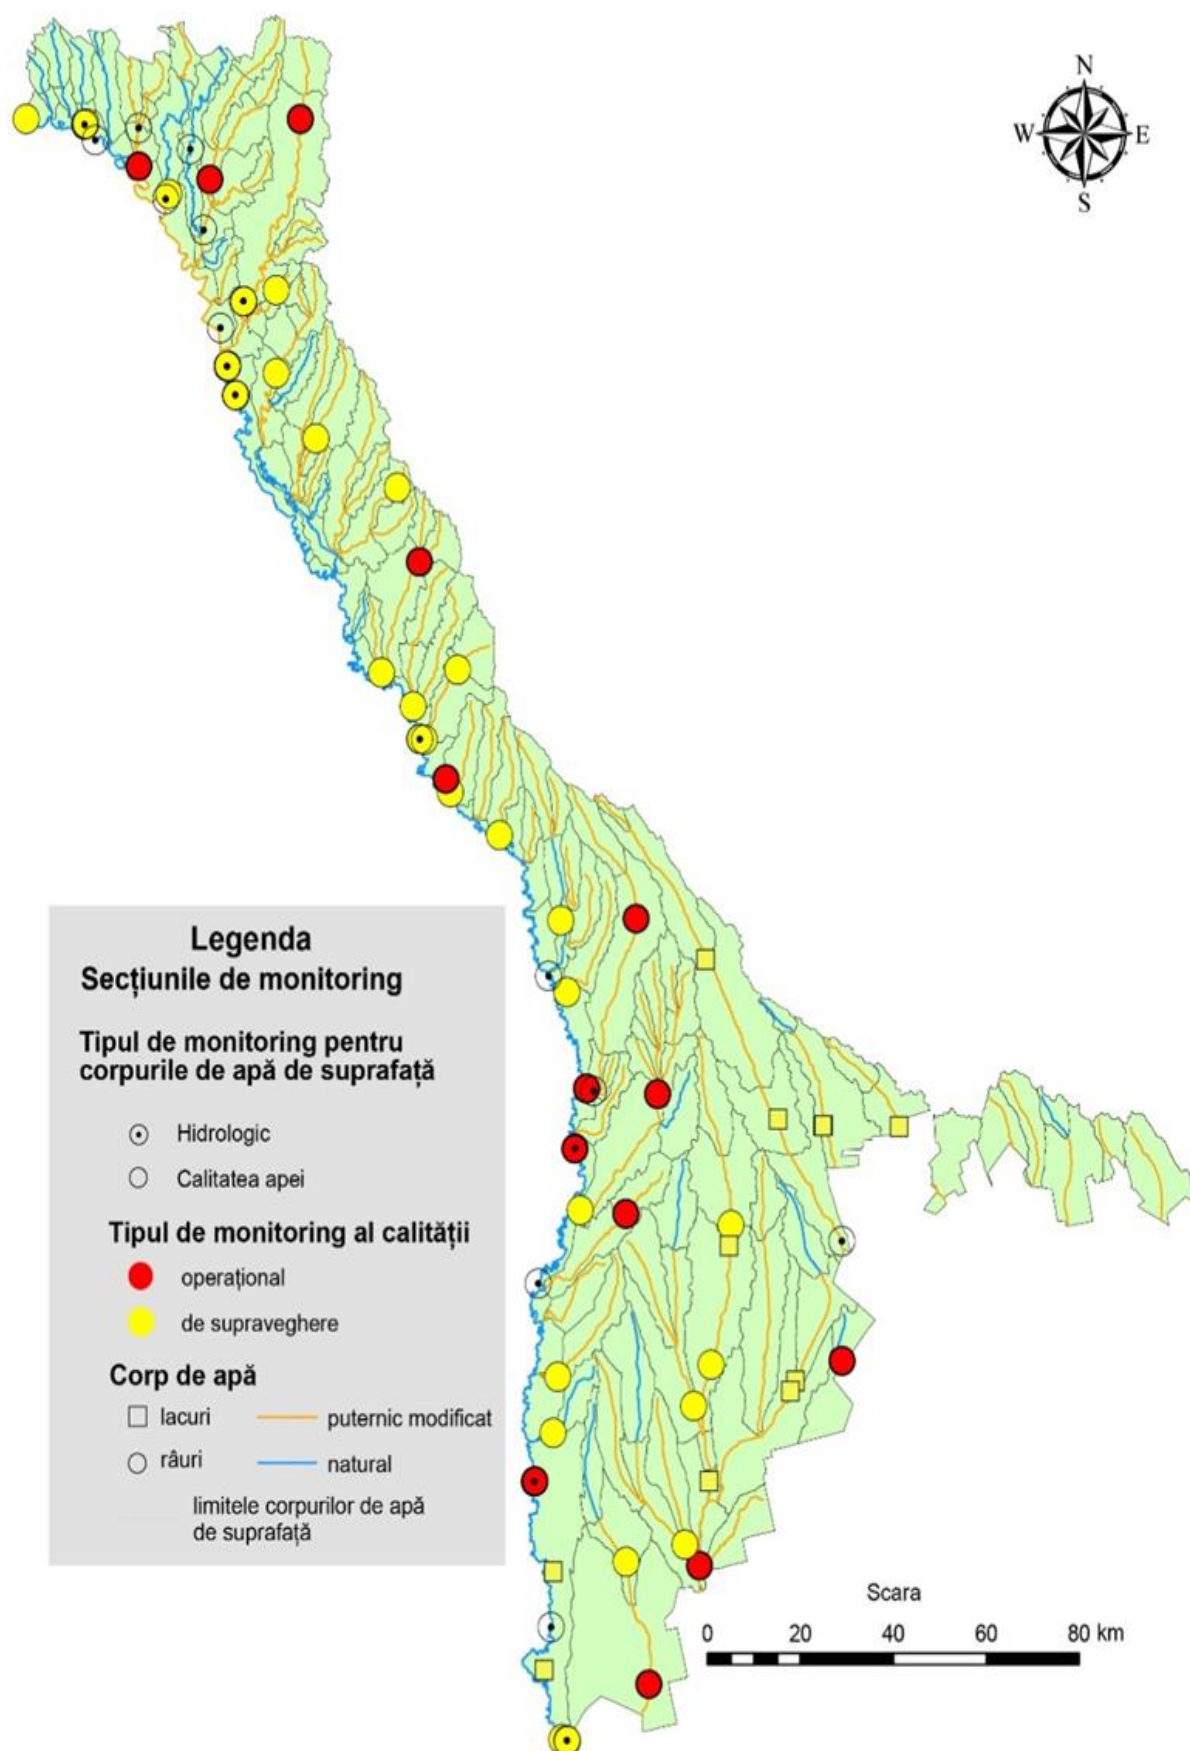 N
W
E
S
Legenda
Secțiunile de monitoring
Tipul de monitoring pentru
corpurile de apă de suprafață
Hidrologic
Calitatea apei
Tipul de monitoring al calității
operațional
de supraveghere
Corp de apă
lacuri
puternic modificat
râuri
natural
limitele corpurilor de apă
de suprafață
Scara
0 20 40 60 80 km